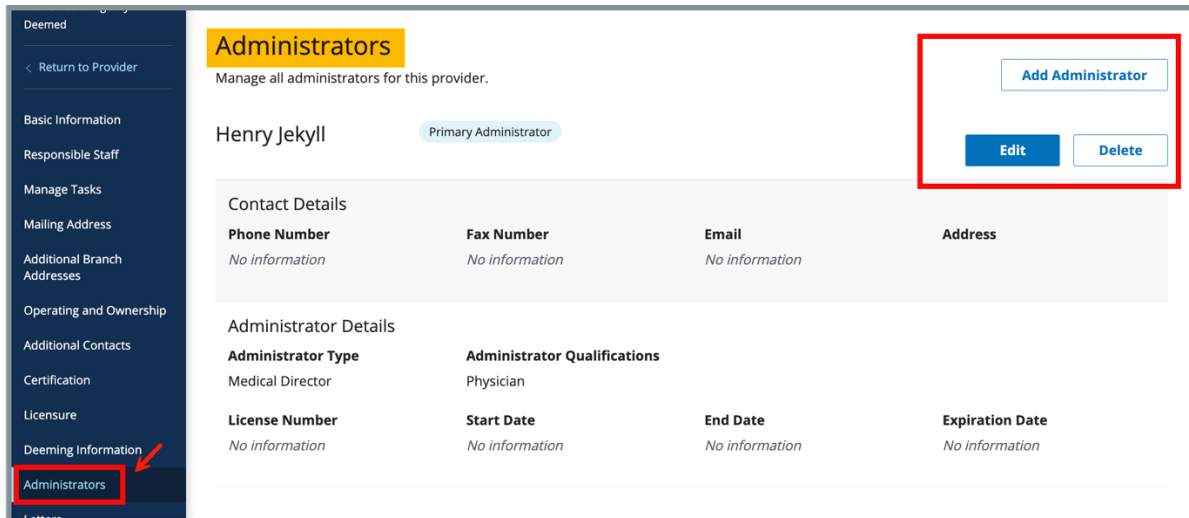 Deemed
< Return to Provider
Basic Information
Responsible Staff
Manage Tasks
Mailing Address
Additional Branch
Addresses
Operating and Ownership
Additional Contacts
Certification
Licensure
Deeming Information
Administrators
Administrators
Manage all administrators for this provider.
Add Administrator
Henry Jekyll Primary Administrator
Edit Delete
Contact Details
Phone Number Fax Number Email Address
No information No information No information
Administrator Details
Administrator Type Administrator Qualifications
Medical Director Physician
License Number Start Date End Date Expiration Date
No information No information No information No information